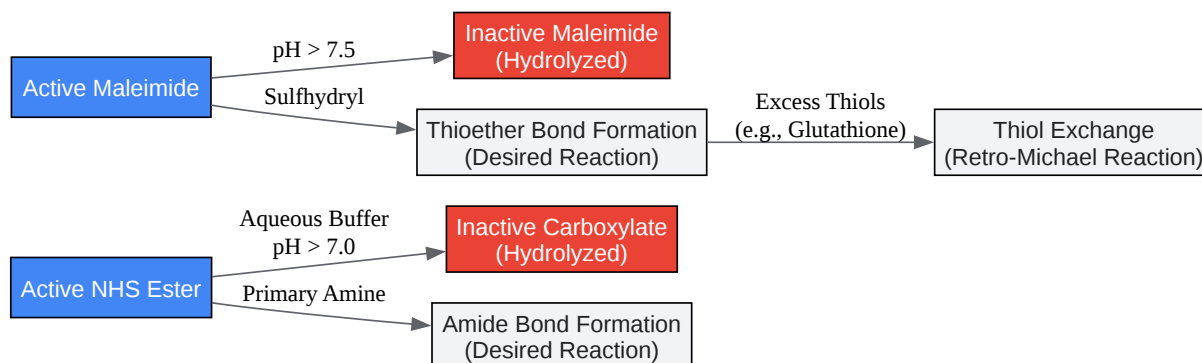 Active Maleimide
pH > 7.5
Inactive Maleimide
(Hydrolyzed)
Sulfhydryl
Thioether Bond Formation
(Desired Reaction)
Excess Thiols
(e.g., Glutathione)
Thiol Exchange
(Retro-Michael Reaction)
Active NHS Ester
Aqueous Buffer
pH > 7.0
Inactive Carboxylate
(Hydrolyzed)
Primary Amine
Amide Bond Formation
(Desired Reaction)